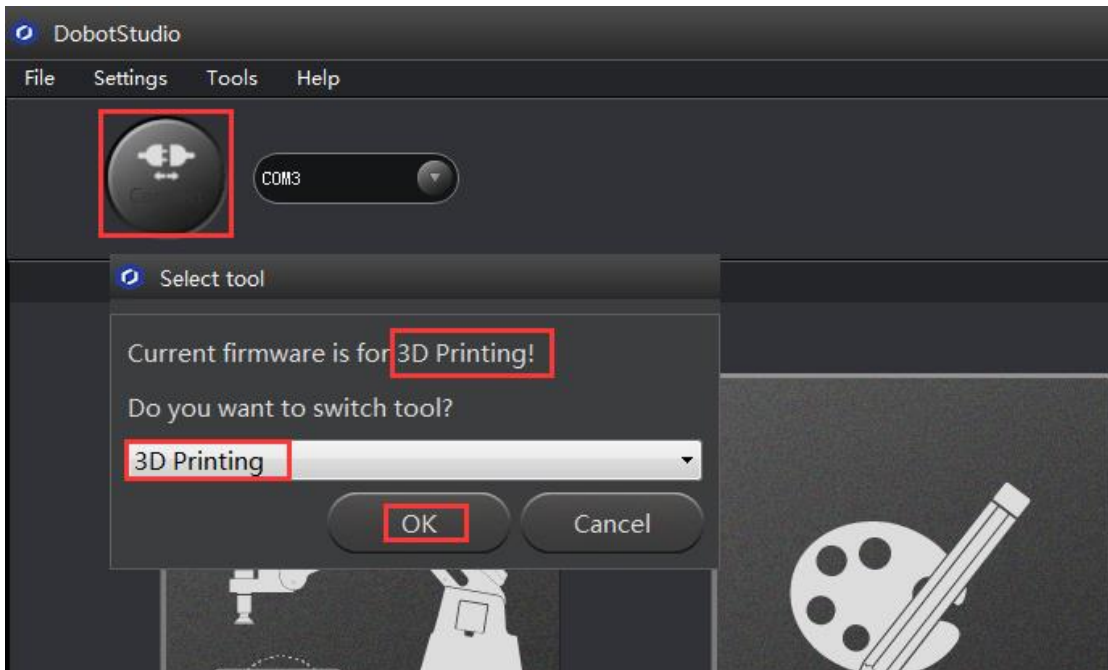 DobotStudio
File Settings Tools Help
COM3
Select tool
Current firmware is for 3D Printing!
Do you want to switch tool?
3D Printing
OK Cancel